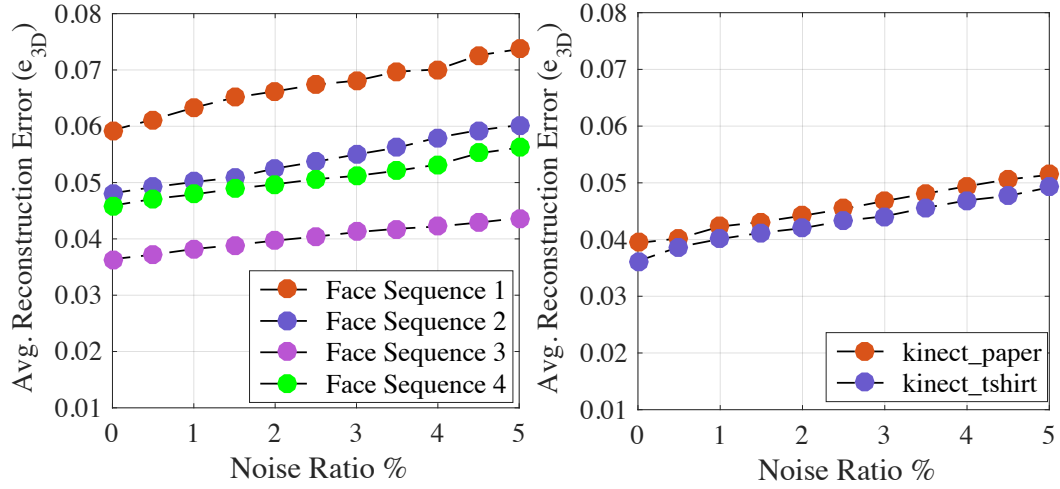 Avg. Reconstruction Error (e3D)
0.08
0.07
0.06
0.05
0.04
0.03
0.02
0.01
0
1
2
3
4
5
Noise Ratio %
Face Sequence 1
Face Sequence 2
Face Sequence 3
Face Sequence 4
Avg. Reconstruction Error (e3D)
0.08
0.07
0.06
0.05
0.04
0.03
0.02
0.01
0
1
2
3
4
5
Noise Ratio %
kinect_paper
kinect_tshirt